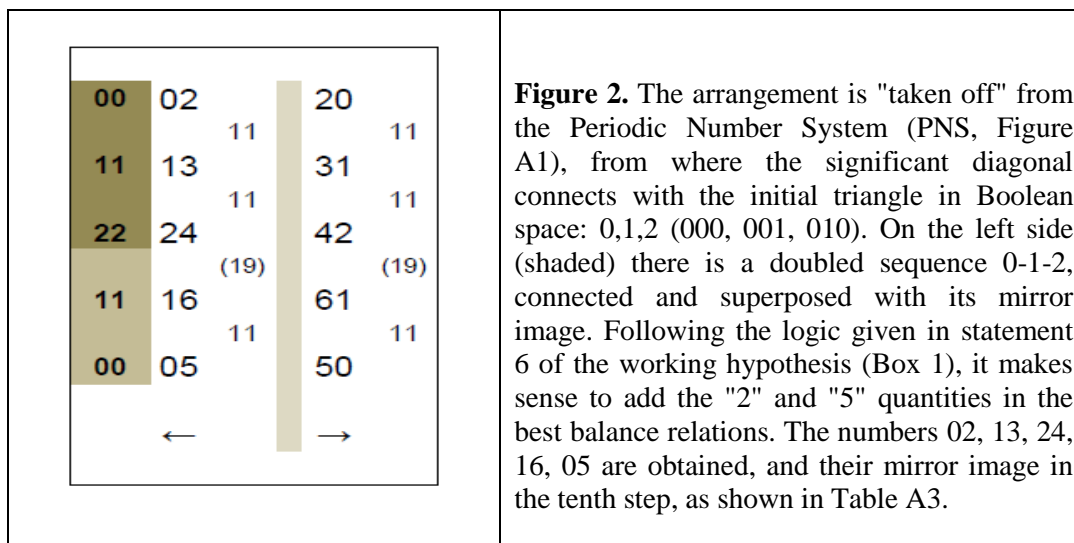 00 02 20
11 11
11 13 31
11 11
22 24 42
(19) (19)
11 16 61
11 11
00 05 50
← →
Figure 2. The arrangement is "taken off" from
the Periodic Number System (PNS, Figure
A1), from where the significant diagonal
connects with the initial triangle in Boolean
space: 0,1,2 (000, 001, 010). On the left side
(shaded) there is a doubled sequence 0-1-2,
connected and superposed with its mirror
image. Following the logic given in statement
6 of the working hypothesis (Box 1), it makes
sense to add the "2" and "5" quantities in the
best balance relations. The numbers 02, 13, 24,
16, 05 are obtained, and their mirror image in
the tenth step, as shown in Table A3.